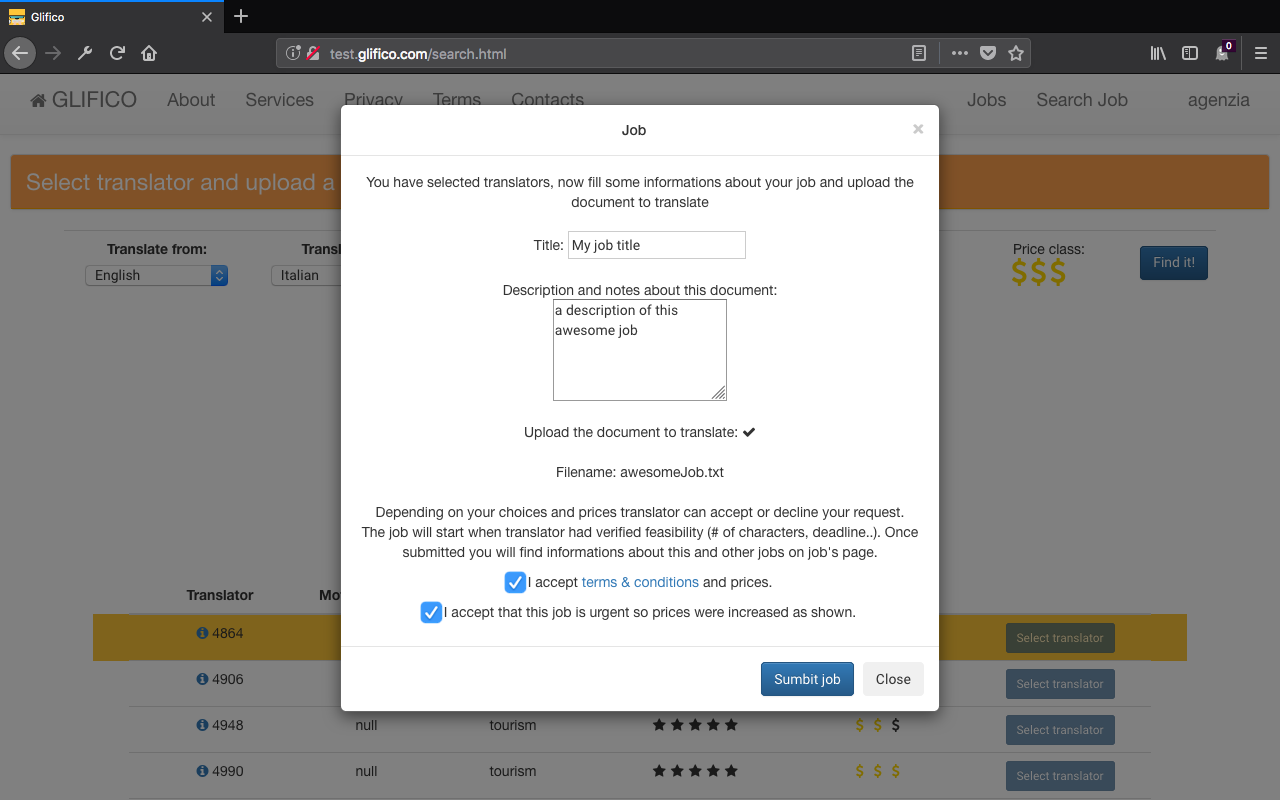 Glifico
0
test.glifico.com/search.html
GLIFICO About Services Privacy Terms Contacts Jobs Search Job agenzia
Job
×
Select translator and upload a
You have selected translators, now fill some informations about your job and upload the
document to translate
Translate from:
English
Italian
Title: My job title
Price class:
$$$
Find it!
Description and notes about this document:
a description of this
awesome job
Upload the document to translate:
Filename: awesomeJob.txt
Depending on your choices and prices translator can accept or decline your request.
The job will start when translator had verified feasibility (# of characters, deadline..). Once
submitted you will find informations about this and other jobs on job's page.
I accept terms & conditions and prices.
I accept that this job is urgent so prices were increased as shown.
Sumbit job Close
Translator
4864 Select translator
4906 Select translator
4948 null tourism $ $ $ Select translator
4990 null tourism $ $ $ Select translator